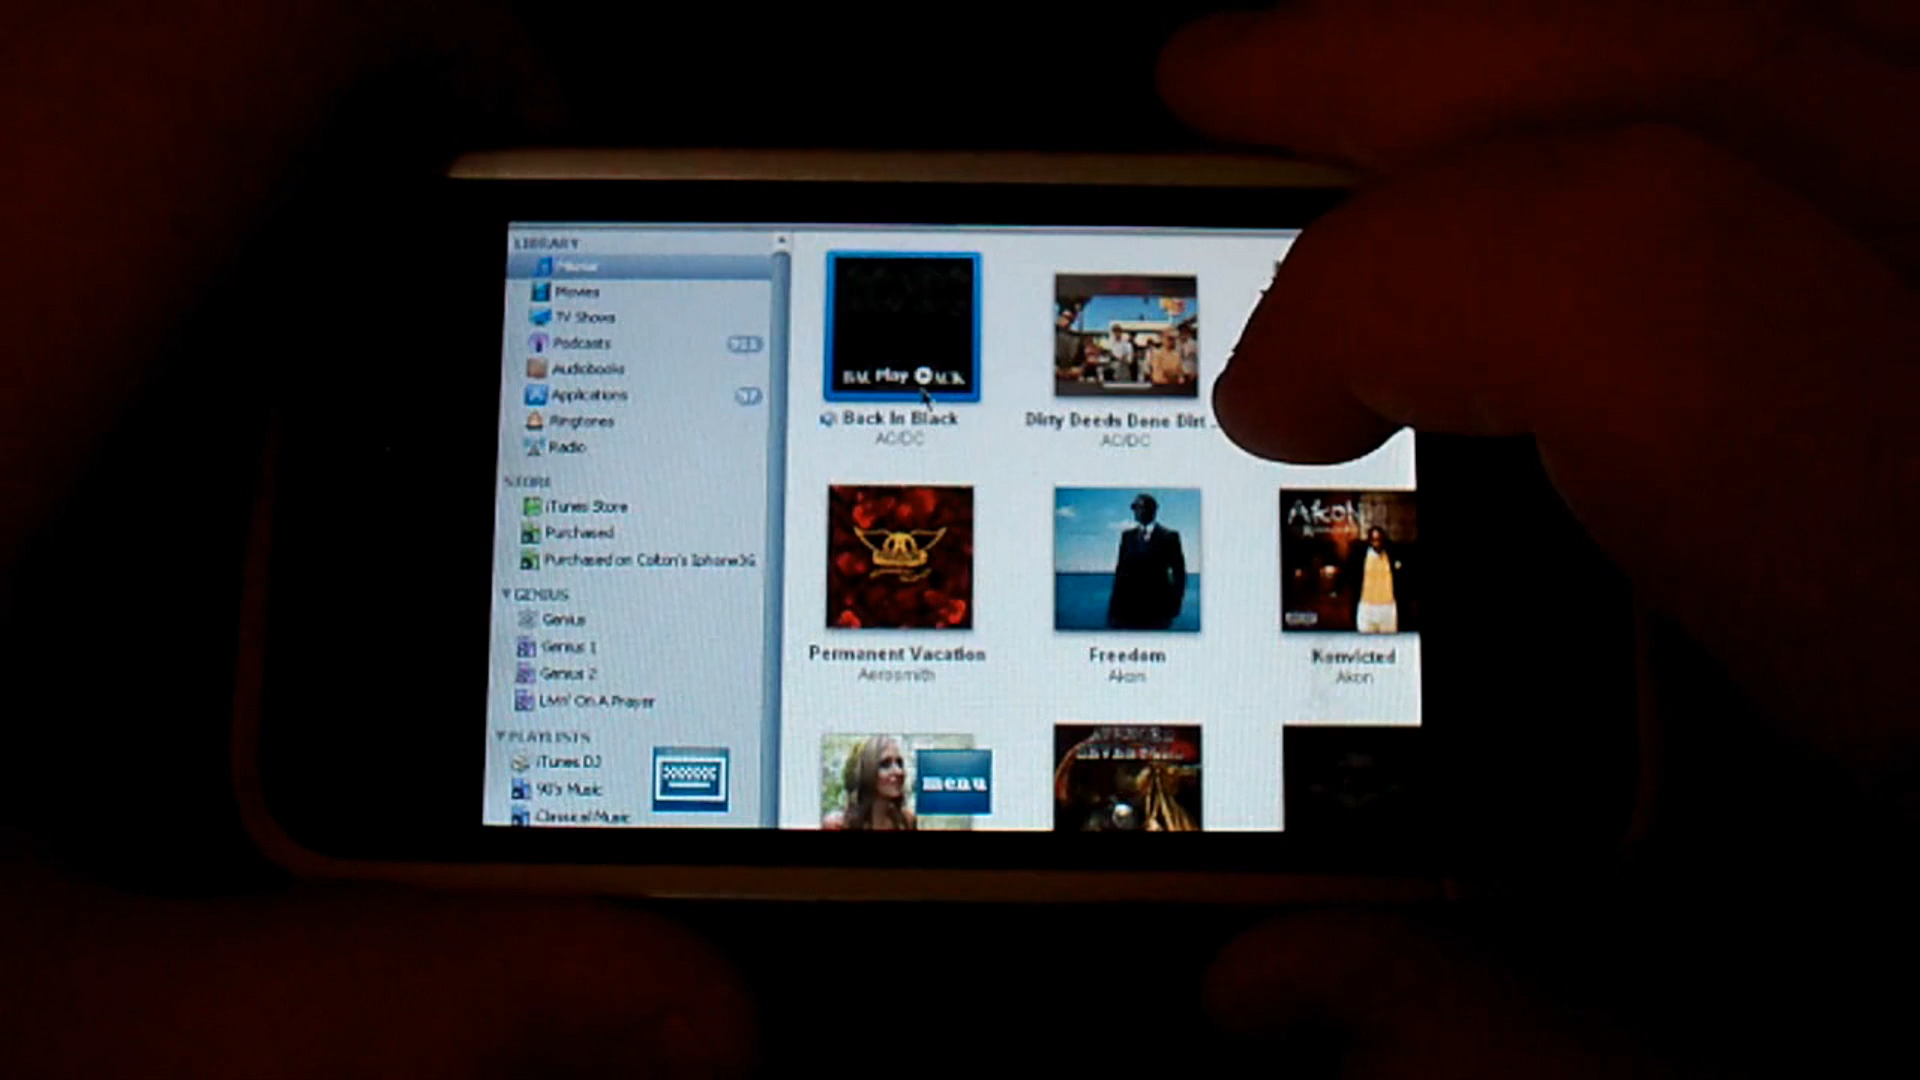 LIBRARY
Music
Movies
TV Shows
Podcasts
Audiobooks
Applications
Ringtones
Radio
STORE
iTunes Store
Purchased
Purchased on Colton's Iphone3G
GENIUS
Genius
Genius 1
Genius 2
Livin' On A Prayer
PLAYLISTS
iTunes DJ
90's Music
Classical Music
Play
Back In Black
AC/DC
Dirty Deeds Done Dirt...
AC/DC
Permanent Vacation
Aerosmith
Freedom
Akon
Akon
Konvicted
Akon
menu